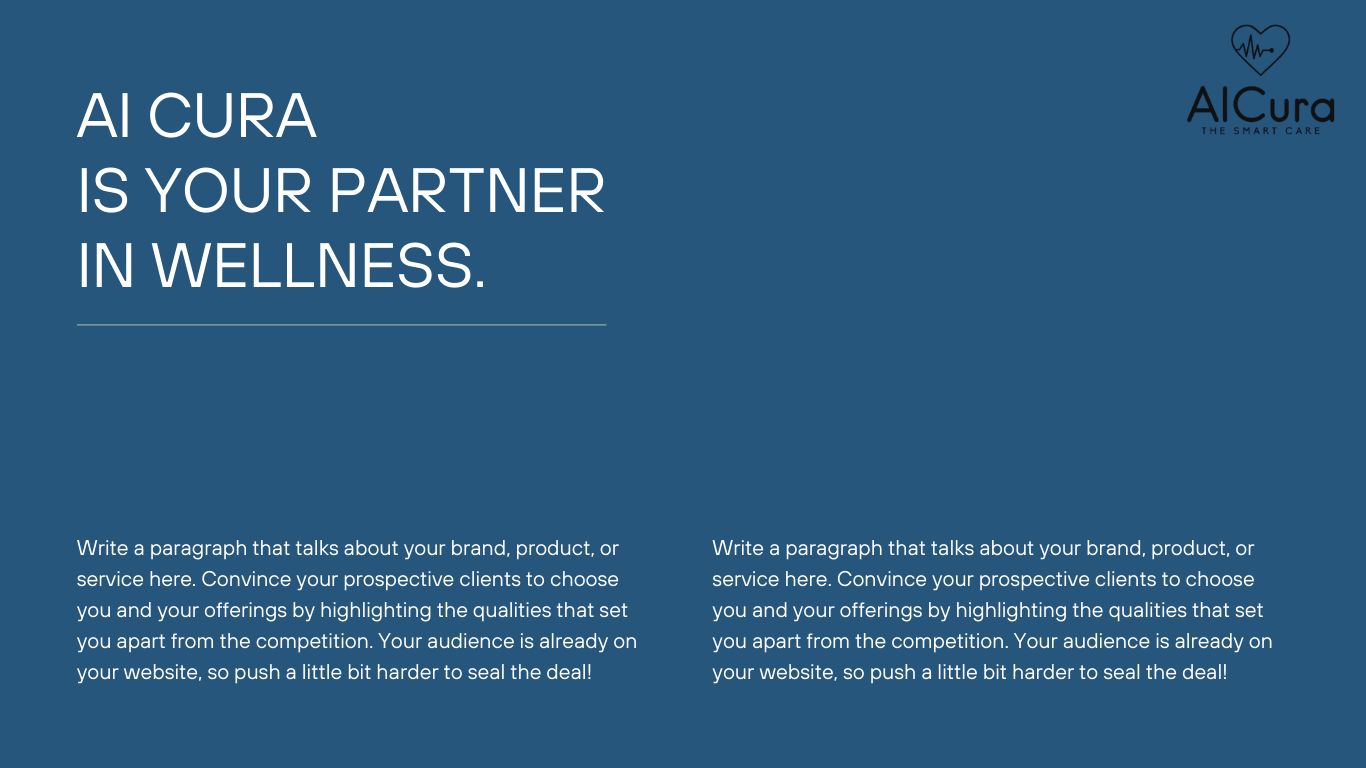 AICura
THE SMART CARE
AI CURA
IS YOUR PARTNER
IN WELLNESS.
Write a paragraph that talks about your brand, product, or
service here. Convince your prospective clients to choose
you and your offerings by highlighting the qualities that set
you apart from the competition. Your audience is already on
your website, so push a little bit harder to seal the deal!
Write a paragraph that talks about your brand, product, or
service here. Convince your prospective clients to choose
you and your offerings by highlighting the qualities that set
you apart from the competition. Your audience is already on
your website, so push a little bit harder to seal the deal!